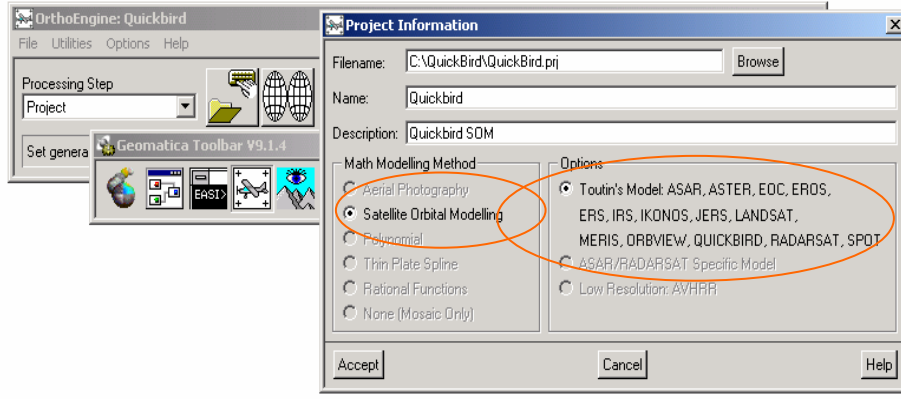 OrthoEngine: Quickbird
File Utilities Options Help
Processing Step
Project
Set genera
Geomatica Toolbar V9.1.4
EASI>
Project Information
Filename: C:\QuickBird\QuickBird.prj Browse
Name: Quickbird
Description: Quickbird SOM
Math Modelling Method
Aerial Photography
Satellite Orbital Modelling
Polynomial
Thin Plate Spline
Rational Functions
None (Mosaic Only)
Options
Toutin's Model: ASAR, ASTER, EOC, EROS,
ERS, IRS, IKONOS, JERS, LANDSAT,
MERIS, ORBVIEW, QUICKBIRD, RADARSAT, SPOT
ASAR/RADARSAT Specific Model
Low Resolution: AVHRR
Accept Cancel Help